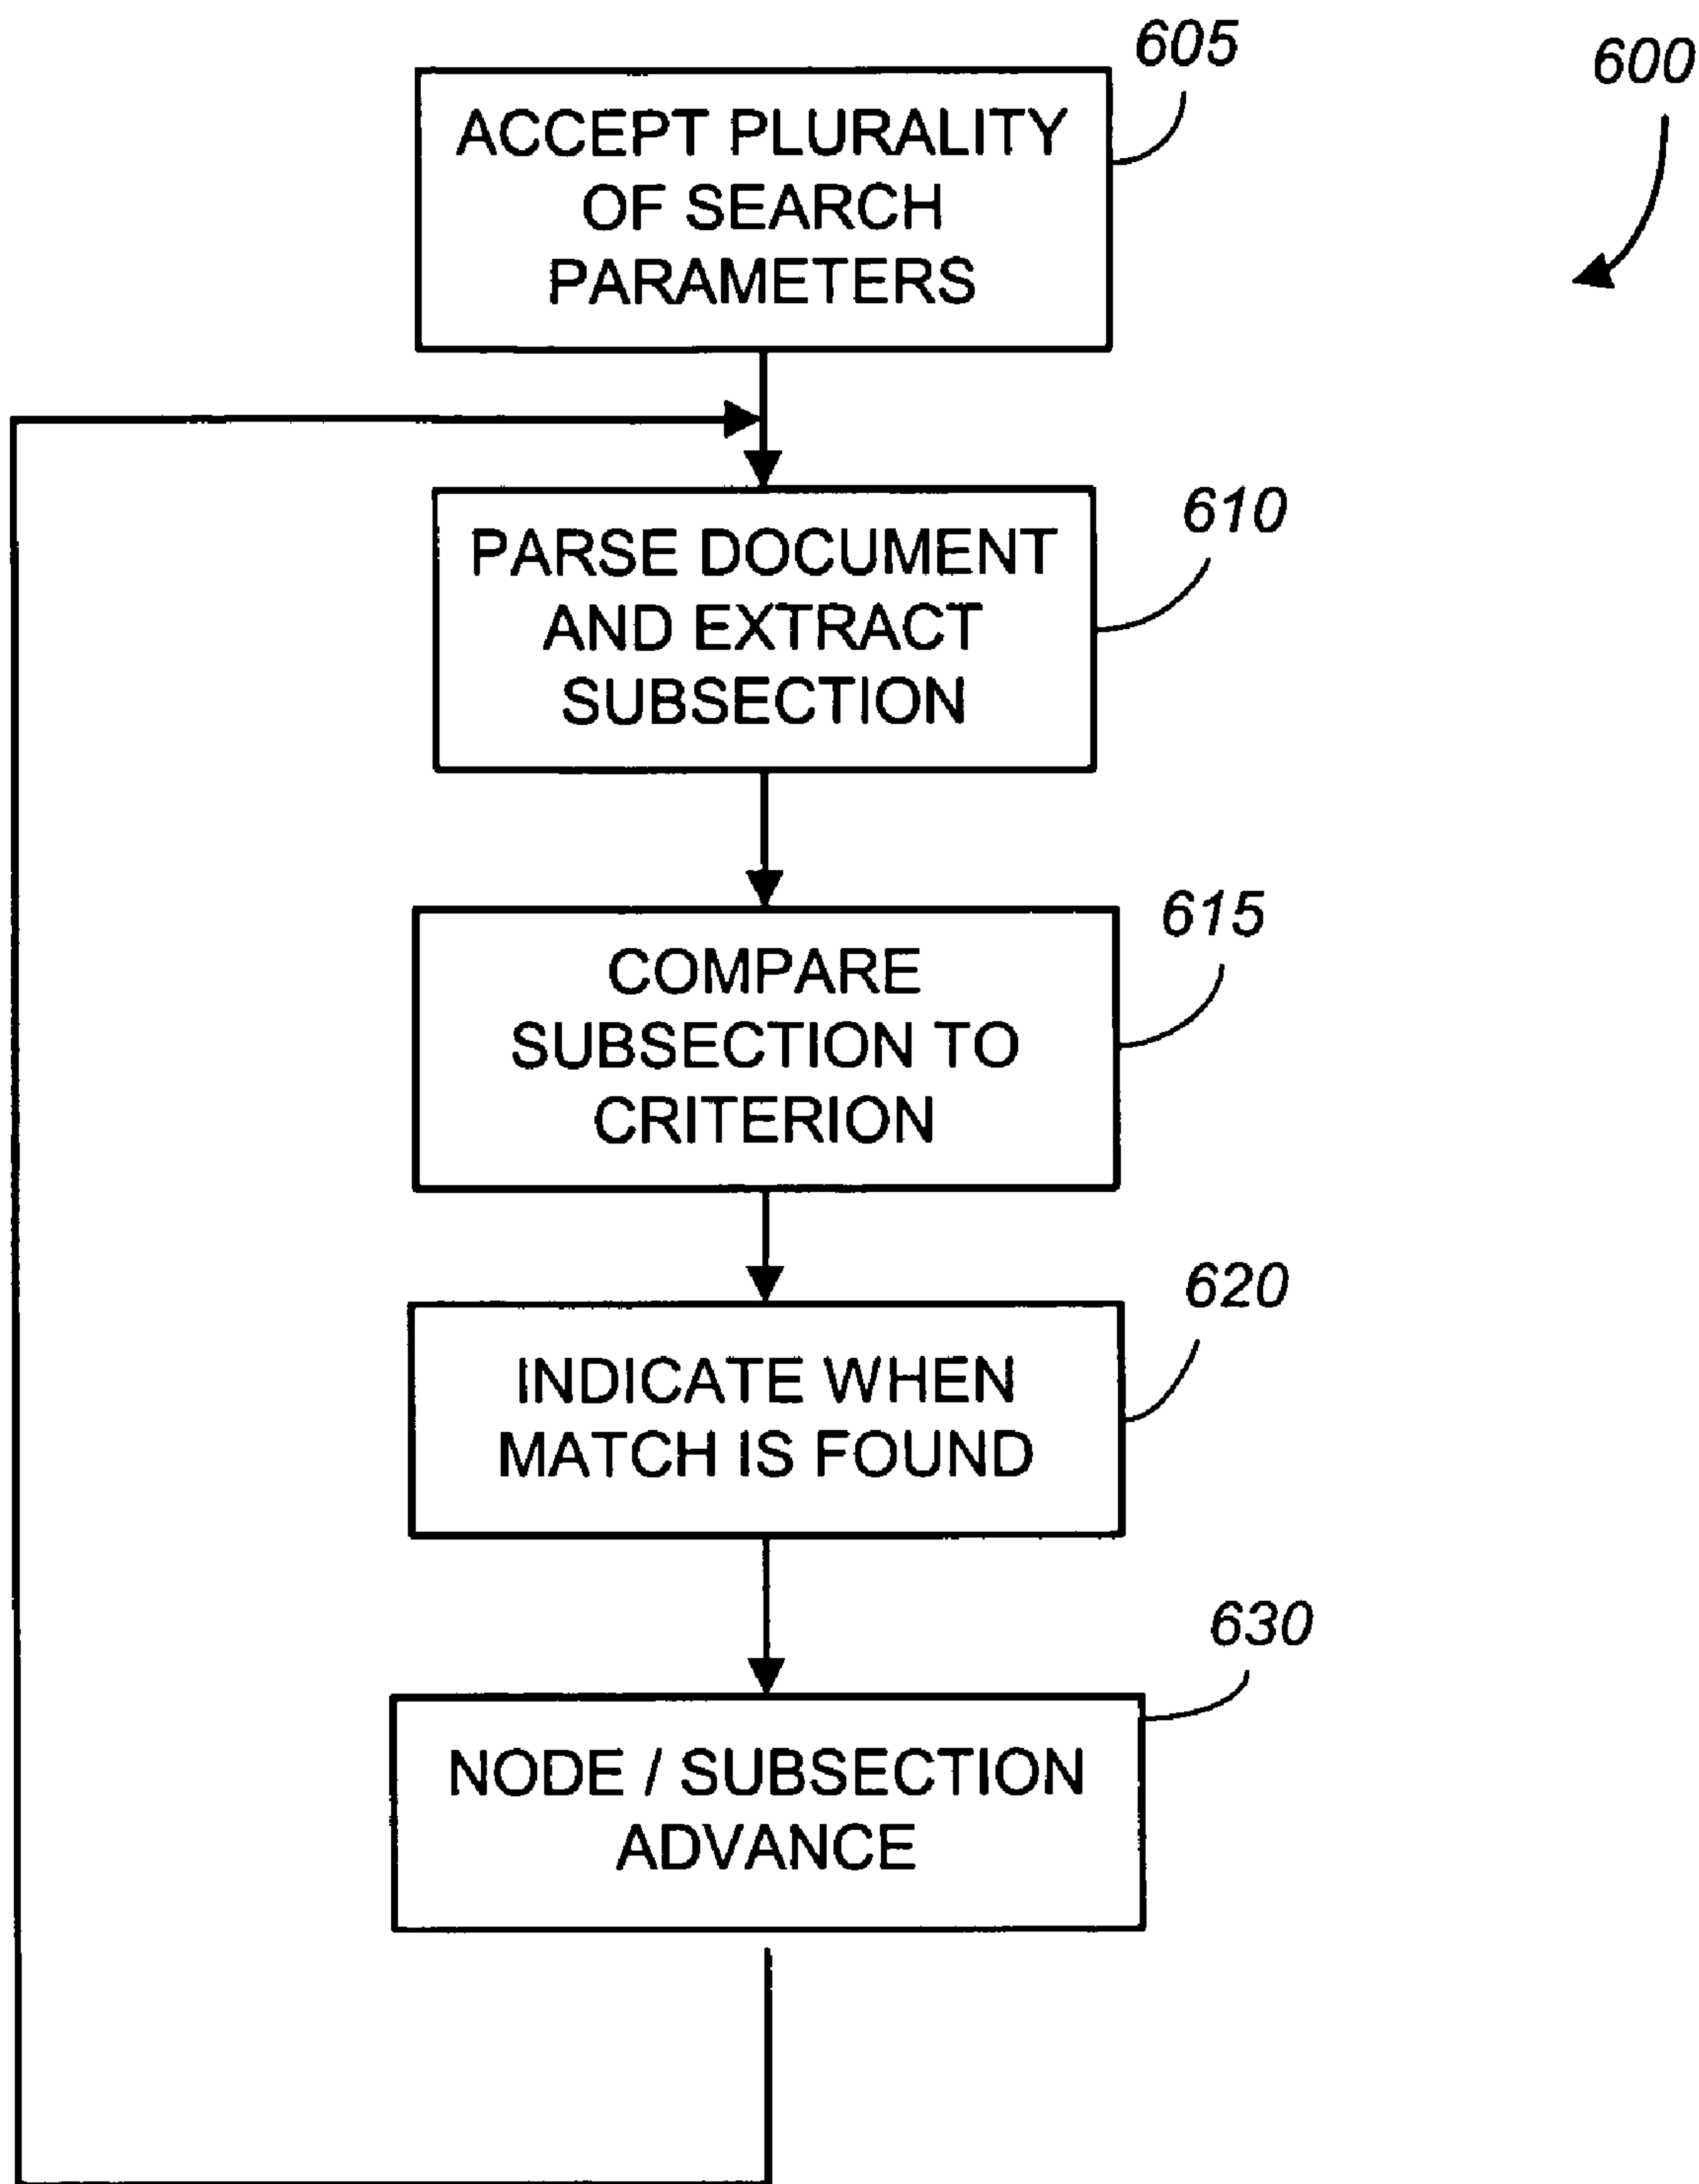 605
600
ACCEPT PLURALITY
OF SEARCH
PARAMETERS
610
PARSE DOCUMENT
AND EXTRACT
SUBSECTION
615
COMPARE
SUBSECTION TO
CRITERION
620
INDICATE WHEN
MATCH IS FOUND
630
NODE / SUBSECTION
ADVANCE